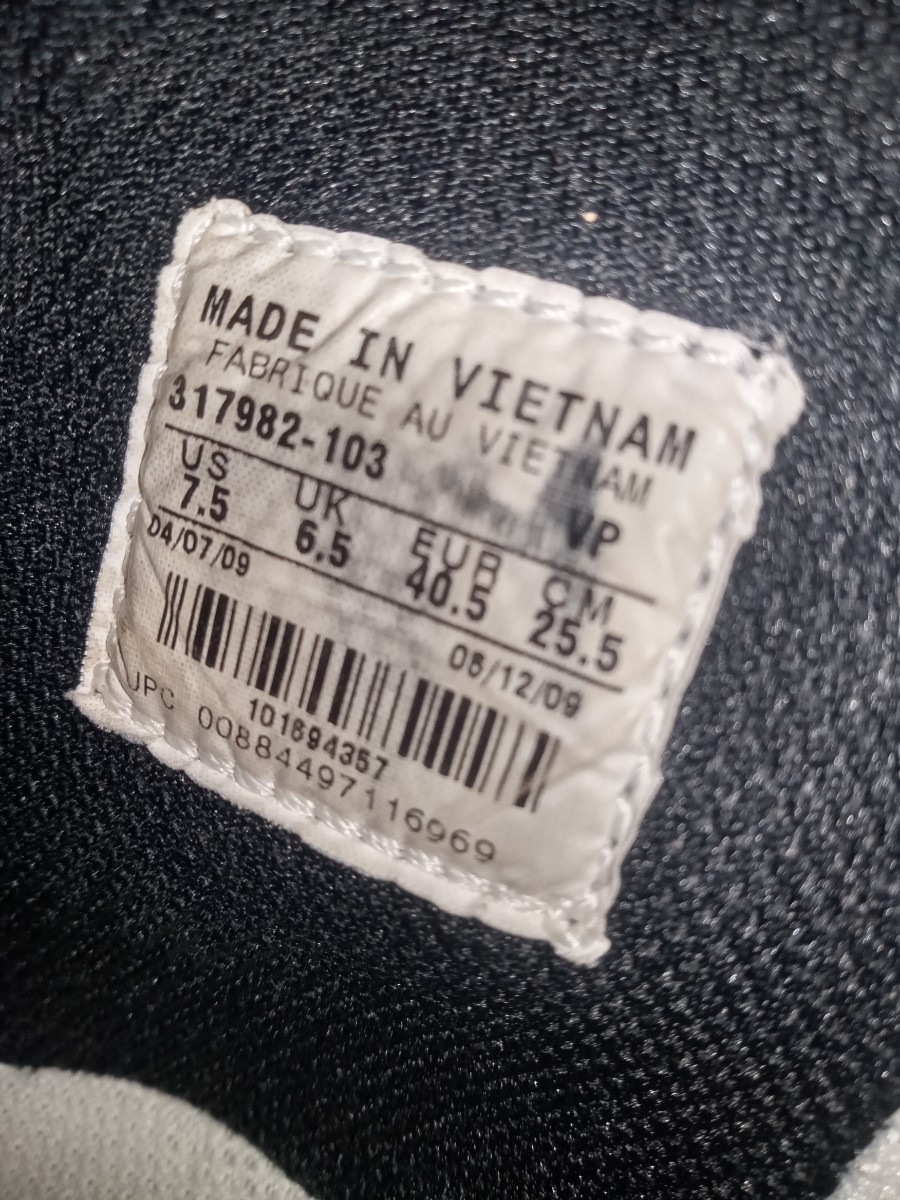 MADE IN VIETNAM
FABRIQUE AU VIETNAM
317982-103 VP
US UK EUR CM
7.5 6.5 40.5 25.5
04/07/09 06/12/09
101694357
UPC 00884497116969